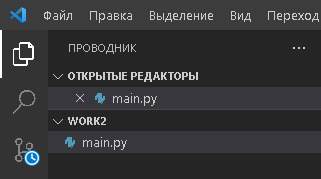 Файл Правка Выделение Вид Переход
ПРОВОДНИК
ОТКРЫТЫЕ РЕДАКТОРЫ
main.py
WORK2
main.py